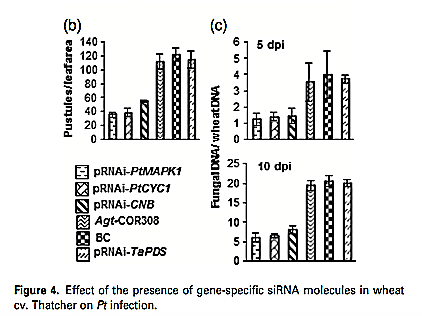 (b)
Pustules/leaf area
140
120
100
80
60
40
20
0
pRNAi-PtMAPK1
pRNAi-PtCYC1
pRNAi-CNB
Agt-COR308
BC
pRNAi-TaPDS
(c)
Fungal DNA/ wheat DNA
5 dpi
6
5
4
3
2
1
0
10 dpi
20
15
10
5
0
Figure 4. Effect of the presence of gene-specific siRNA molecules in wheat
cv. Thatcher on Pt infection.